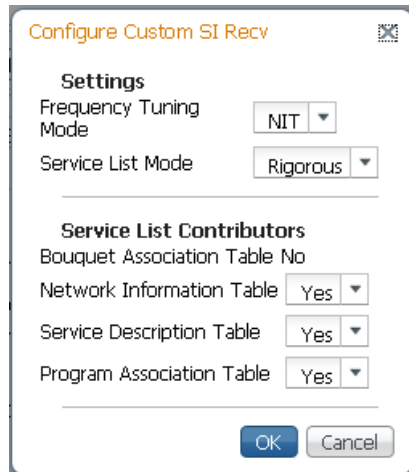 Configure Custom SI Recv
Settings
Frequency Tuning
Mode
NIT
Service List Mode
Rigorous
Service List Contributors
Bouquet Association Table No
Network Information Table Yes
Service Description Table Yes
Program Association Table Yes
OK Cancel